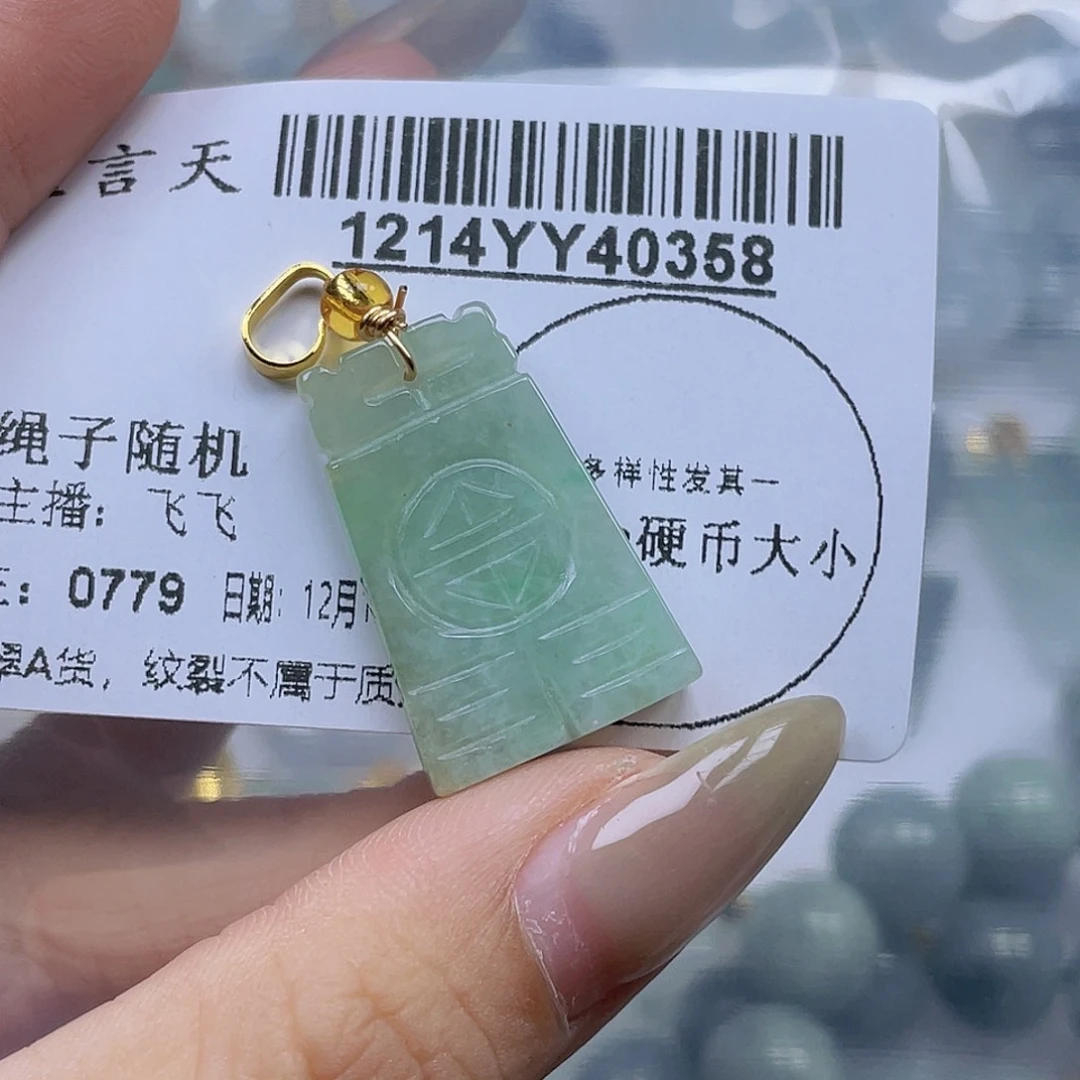 言天
1214YY40358
绳子随机
主播：飞飞
多样性发其一
硬币大小
：0779 日期：12月
A货，纹裂不属于质